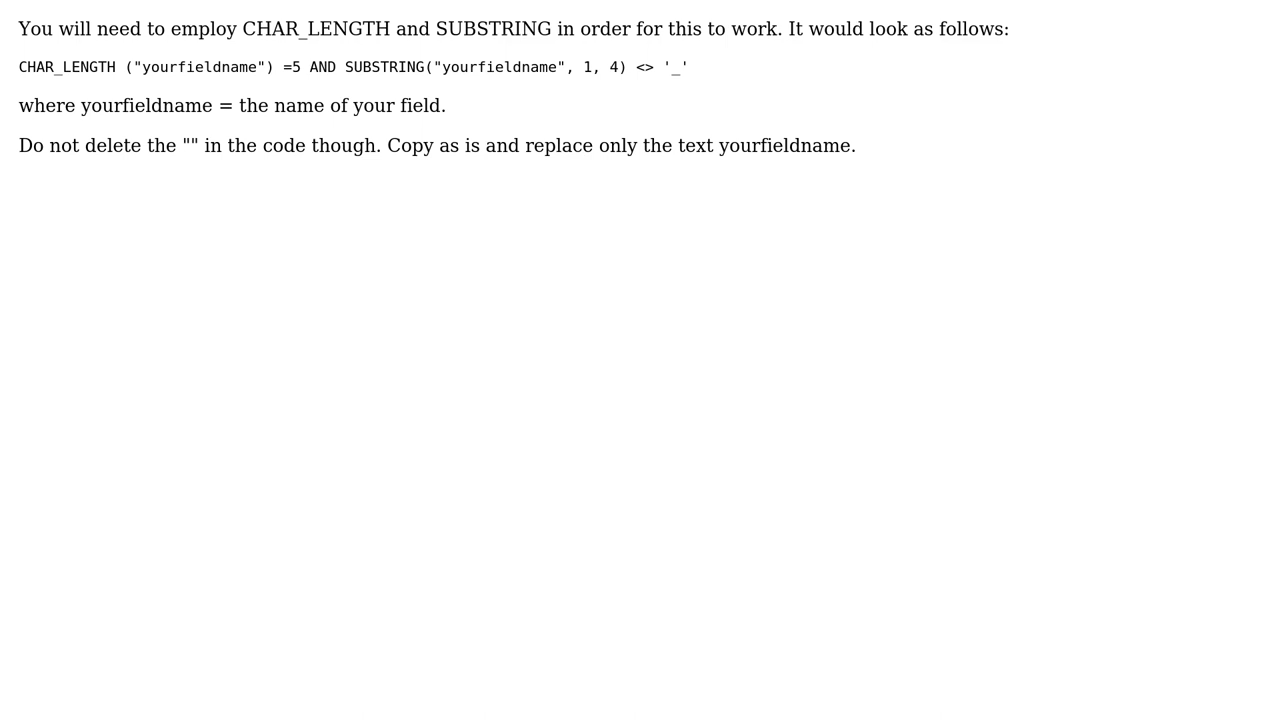 You will need to employ CHAR_LENGTH and SUBSTRING in order for this to work. It would look as follows:
CHAR_LENGTH ("yourfieldname") =5 AND SUBSTRING("yourfieldname", 1, 4) <> '_'
where yourfieldname = the name of your field.
Do not delete the "" in the code though. Copy as is and replace only the text yourfieldname.